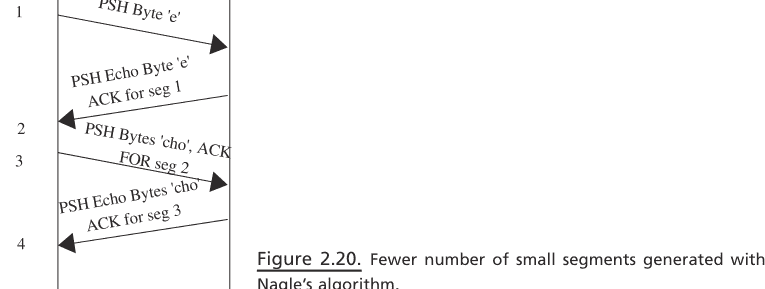 PSH Byte 'e'
1
PSH Echo Byte 'e'
ACK for seg 1
2
PSH Bytes 'cho', ACK
FOR seg 2
3
PSH Echo Bytes 'cho'
ACK for seg 3
4
Figure 2.20. Fewer number of small segments generated with
Nagle's algorithm.